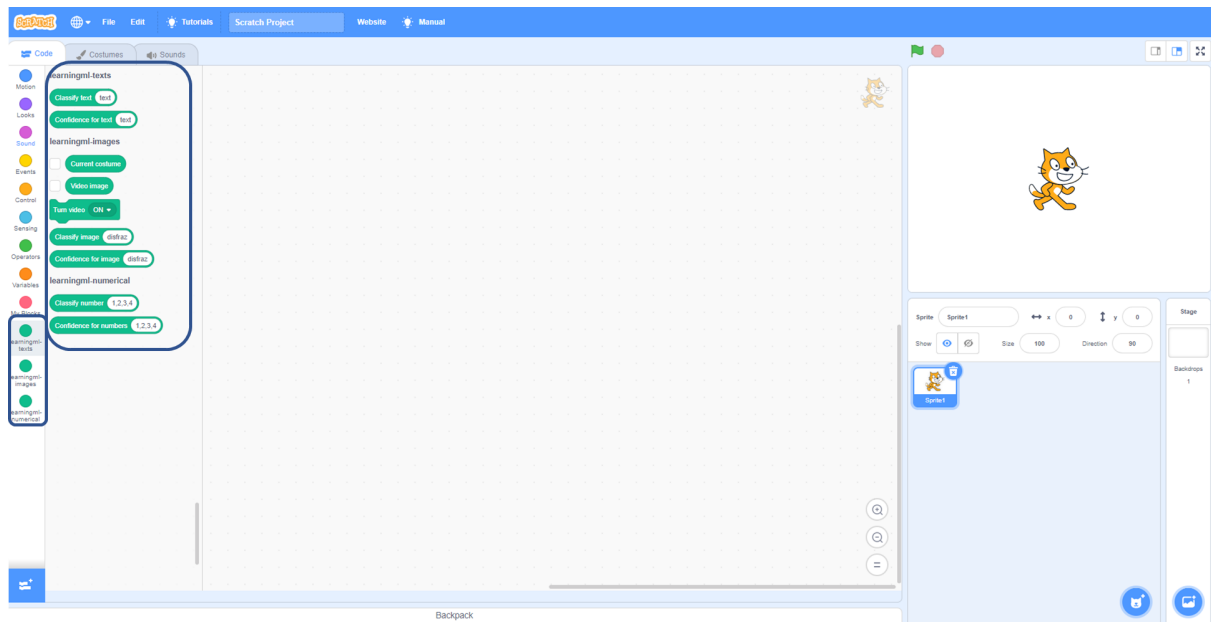 SCRATCH File Edit Tutorials Scratch Project Website Manual
Code Costumes Sounds
Motion
Looks
Sound
Events
Control
Sensing
Operators
Variables
My Blocks
earningml-
texts
earningml-
images
earningml-
numerical
earningml-texts
Classify text text
Confidence for text text
learningml-images
Current costume
Video image
Turn video ON
Classify image disfraz
Confidence for image disfraz
learningml-numerical
Classify number 1,2,3,4
Confidence for numbers 1,2,3,4
Backpack
Sprite Sprite1 x 0 y 0
Show Size 100 Direction 90
Sprite1
Stage
Backdrops
1